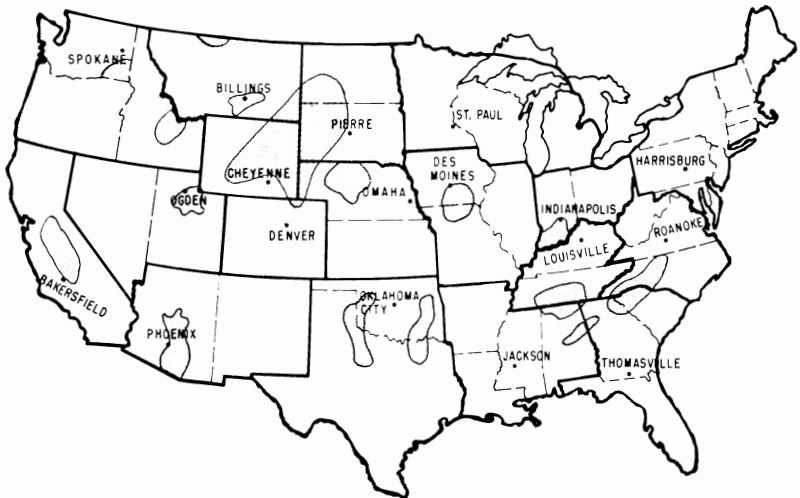 SPOKANE
BILLINGS
PIERRE
ST. PAUL
CHEYENNE
DES
MOINES
HARRISBURG
OGDEN
OMAHA
INDIANAPOLIS
DENVER
ROANOKE
LOUISVILLE
BAKERSFIELD
OKLAHOMA
CITY
PHOENIX
JACKSON
THOMASVILLE